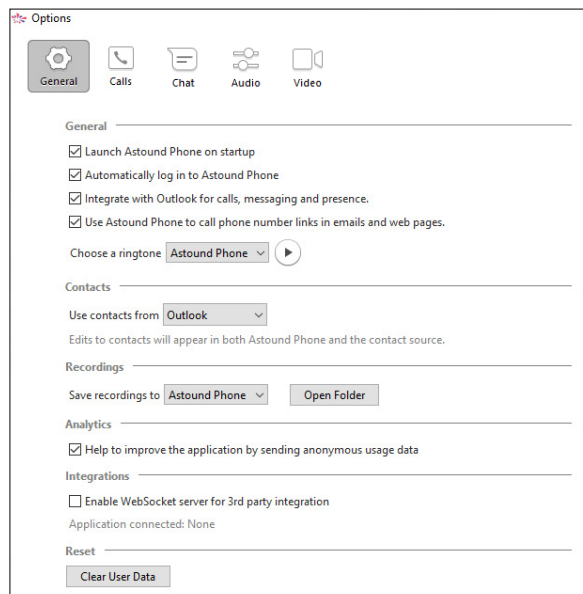 Options
General Calls Chat Audio Video
General
Launch Astound Phone on startup
Automatically log in to Astound Phone
Integrate with Outlook for calls, messaging and presence.
Use Astound Phone to call phone number links in emails and web pages.
Choose a ringtone Astound Phone
Contacts
Use contacts from Outlook
Edits to contacts will appear in both Astound Phone and the contact source.
Recordings
Save recordings to Astound Phone Open Folder
Analytics
Help to improve the application by sending anonymous usage data
Integrations
Enable WebSocket server for 3rd party integration
Application connected: None
Reset
Clear User Data